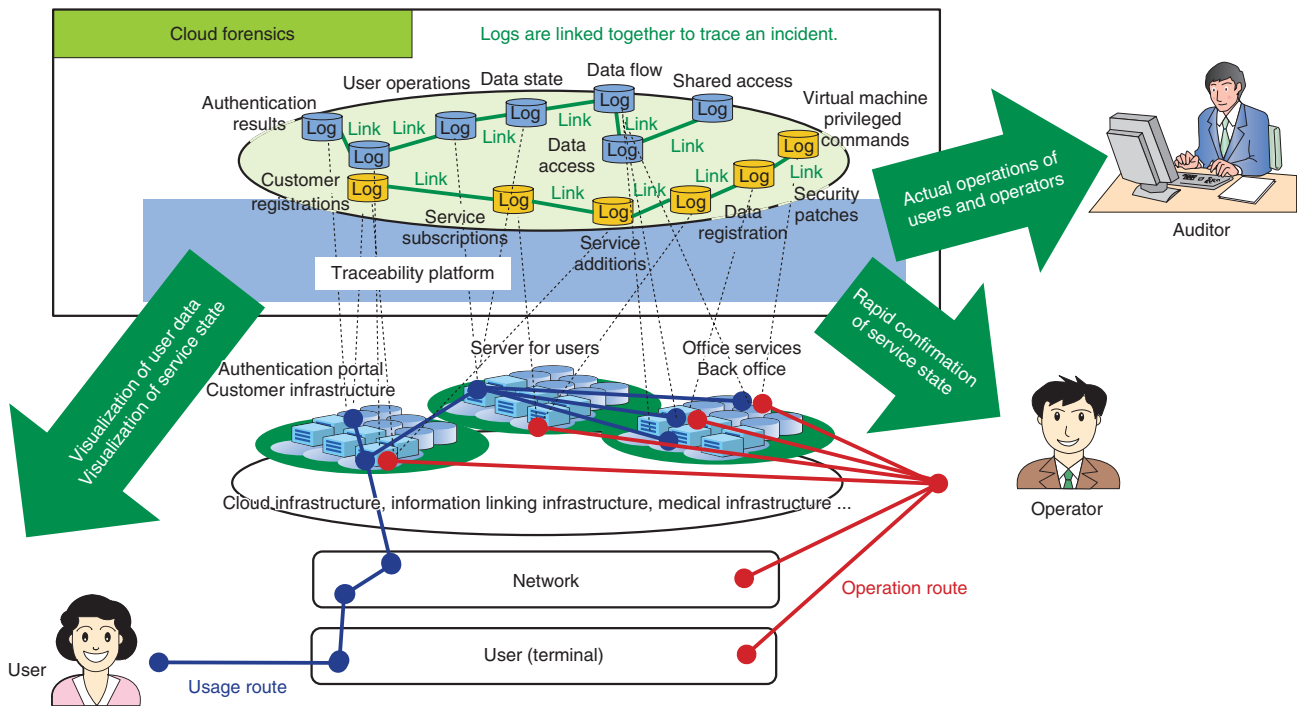 Cloud forensics
Logs are linked together to trace an incident.
Data flow
Data state
Shared access
User operations
Virtual machine
privileged
commands
Authentication
results
Log
Log
Log
Log
Log
Log
Log
Link
Link
Link
Link
Link
Link
Data
access
Log
Log
Log
Log
Log
Log
Link
Link
Link
Link
Link
Customer
registrations
Service
subscriptions
Service
additions
Data
registration
Security
patches
Traceability platform
Actual operations of
users and operators
Auditor
Visualization of user data
Visualization of service state
Rapid confirmation
of service state
Authentication portal
Customer infrastructure
Server for users
Office services
Back office
Operator
Cloud infrastructure, information linking infrastructure, medical infrastructure ...
Network
Operation route
User (terminal)
User
Usage route